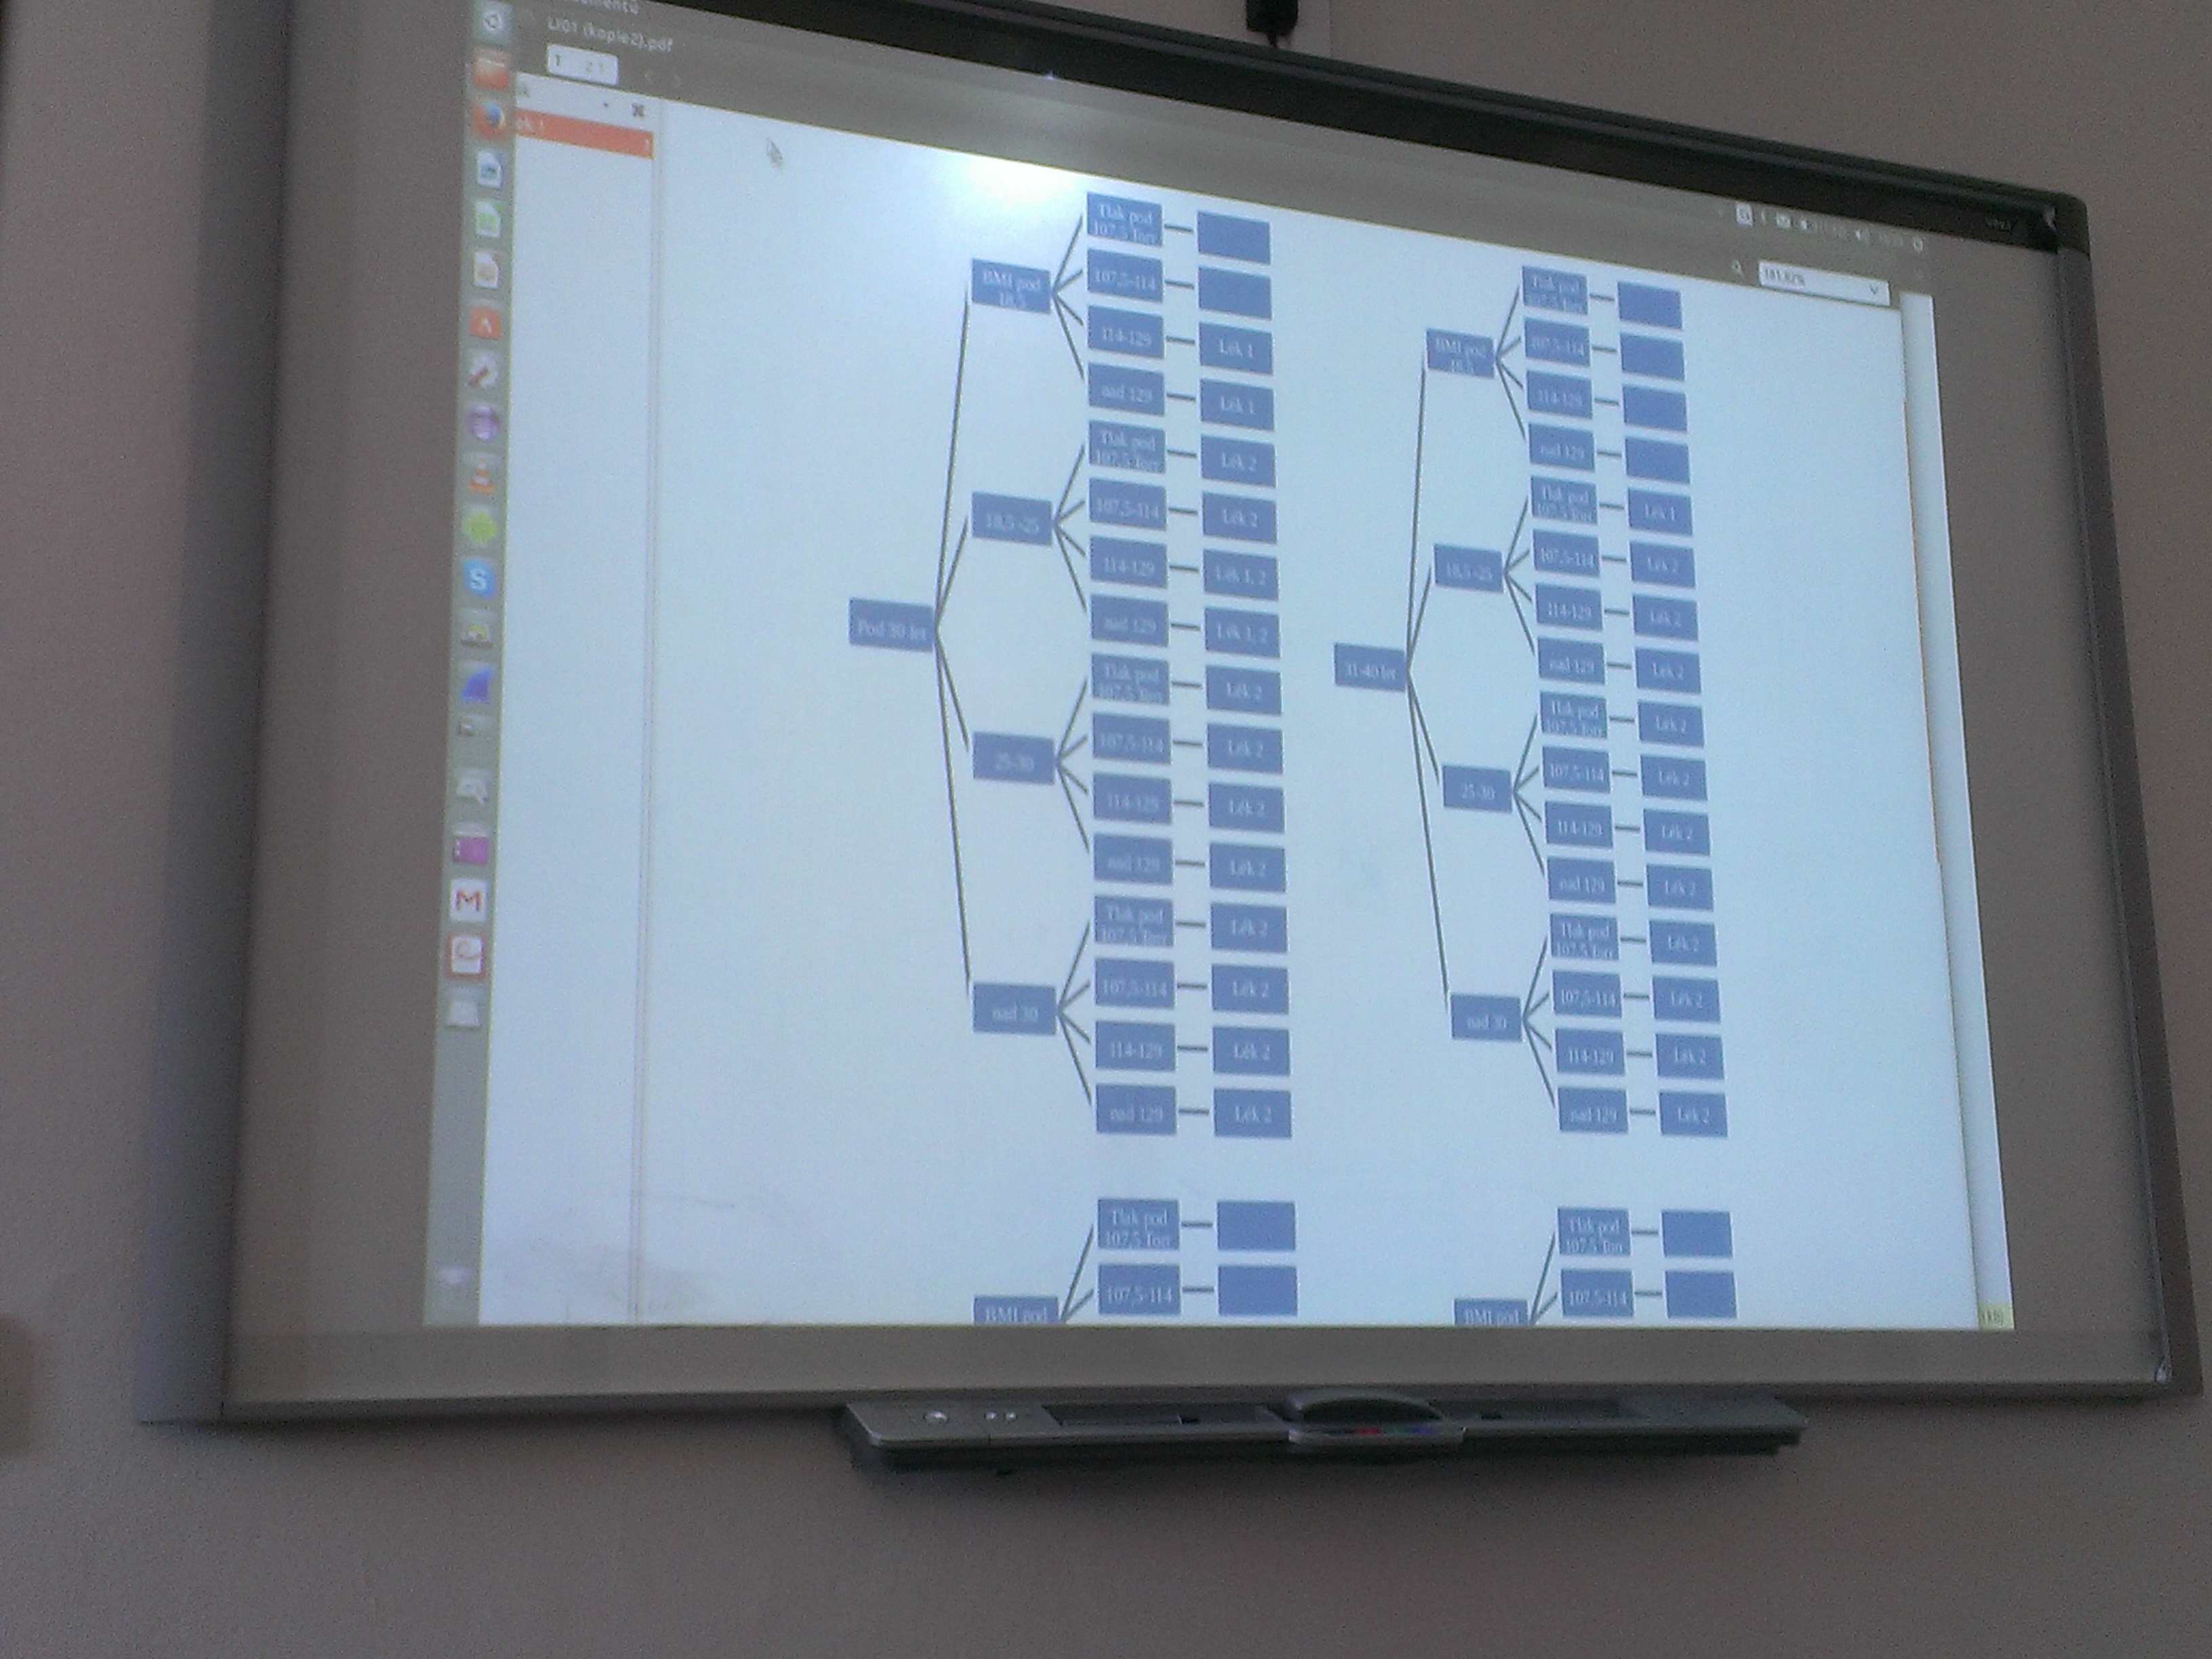 LJ01 (kopie2).pdf
Tlak pod
107,5 Torr
BMI pod
18,5
107,5-114
114-129
Lék 1
nad 129
Lék 1
Tlak pod
107,5 Torr
Lék 2
18,5 -25
107,5-114
Lék 2
114-129
Lék 1, 2
nad 129
Lék 1, 2
Pod 30 let
Tlak pod
107,5 Torr
Lék 2
25-30
107,5-114
Lék 2
114-129
Lék 2
nad 129
Lék 2
Tlak pod
107,5 Torr
Lék 2
nad 30
107,5-114
Lék 2
114-129
Lék 2
nad 129
Lék 2
Tlak pod
107,5 Torr
107,5-114
BMI pod
Tlak pod
107,5 Torr
BMI pod
18,5
107,5-114
114-129
nad 129
Tlak pod
107,5 Torr
Lék 1
18,5 -25
107,5-114
Lék 2
114-129
Lék 2
nad 129
Lék 2
31-40 let
Tlak pod
107,5 Torr
Lék 2
25-30
107,5-114
Lék 2
114-129
Lék 2
nad 129
Lék 2
Tlak pod
107,5 Torr
Lék 2
nad 30
107,5-114
Lék 2
114-129
Lék 2
nad 129
Lék 2
Tlak pod
107,5 Torr
107,5-114
BMI pod